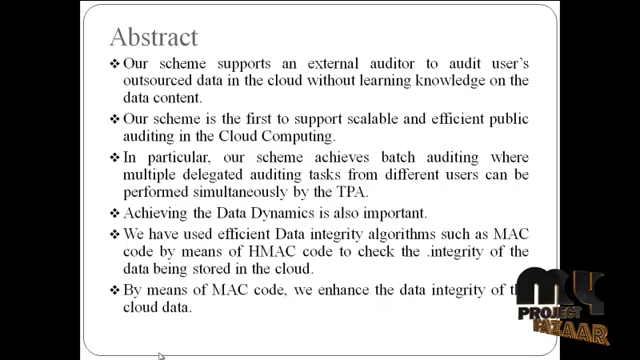 Abstract
❖ Our scheme supports an external auditor to audit user's
outsourced data in the cloud without learning knowledge on the
data content.
❖ Our scheme is the first to support scalable and efficient public
auditing in the Cloud Computing.
❖ In particular, our scheme achieves batch auditing where
multiple delegated auditing tasks from different users can be
performed simultaneously by the TPA.
❖ Achieving the Data Dynamics is also important.
❖ We have used efficient Data integrity algorithms such as MAC
code by means of HMAC code to check the .integrity of the
data being stored in the cloud.
❖ By means of MAC code, we enhance the data integrity of
cloud data.
my
PROJECT
BAZAAR